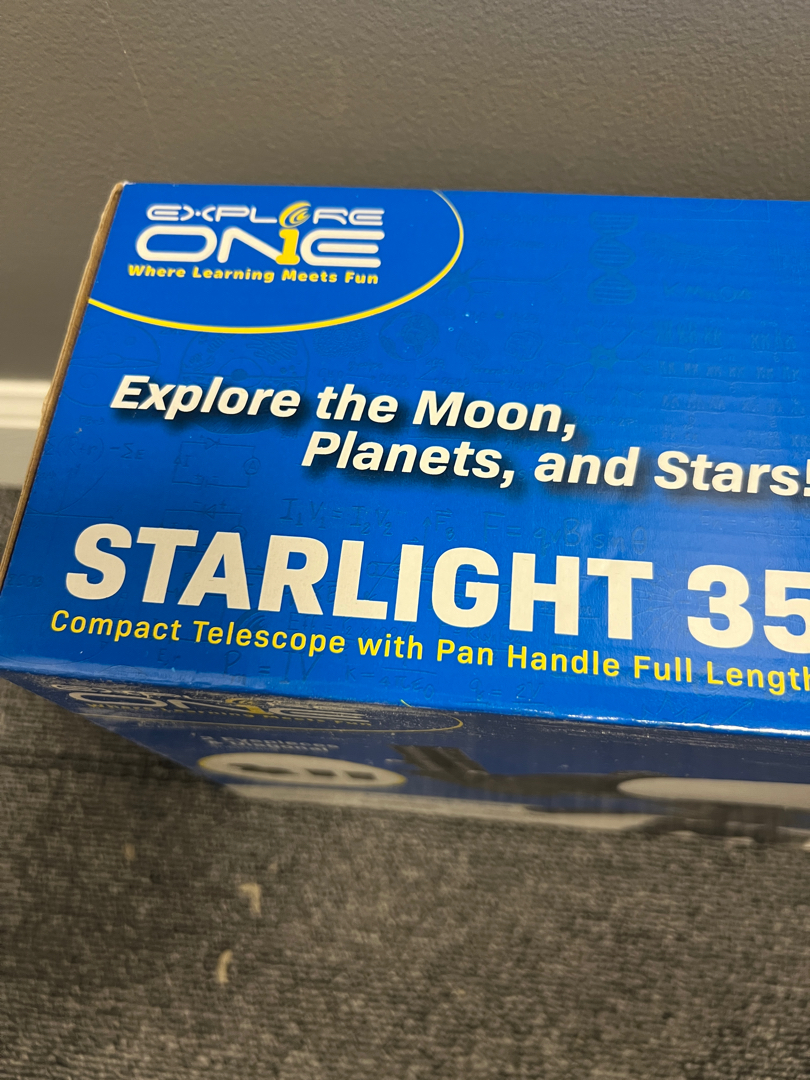 EXPLORE
ONE
Where Learning Meets Fun
Explore the Moon,
Planets, and Stars!
STARLIGHT 35
Compact Telescope with Pan Handle Full Length
ONE